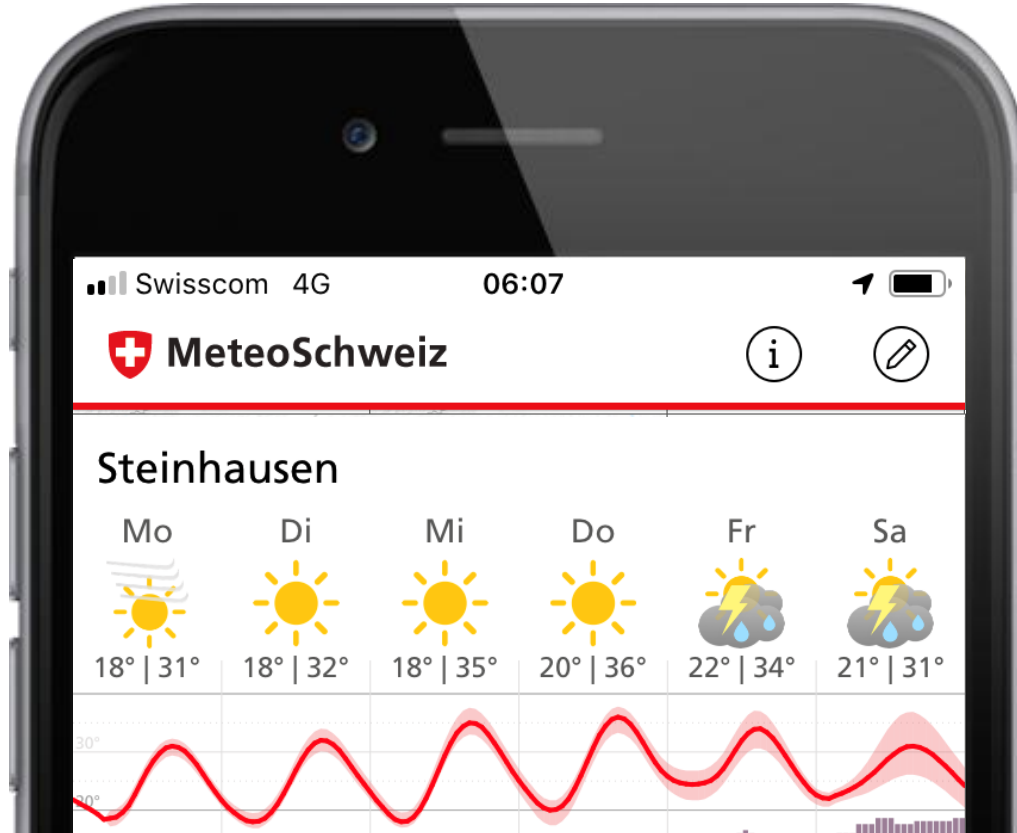 Swisscom 4G 06:07
MeteoSchweiz i
Steinhausen
Mo Di Mi Do Fr Sa
18° | 31° 18° | 32° 18° | 35° 20° | 36° 22° | 34° 21° | 31°
30°
20°